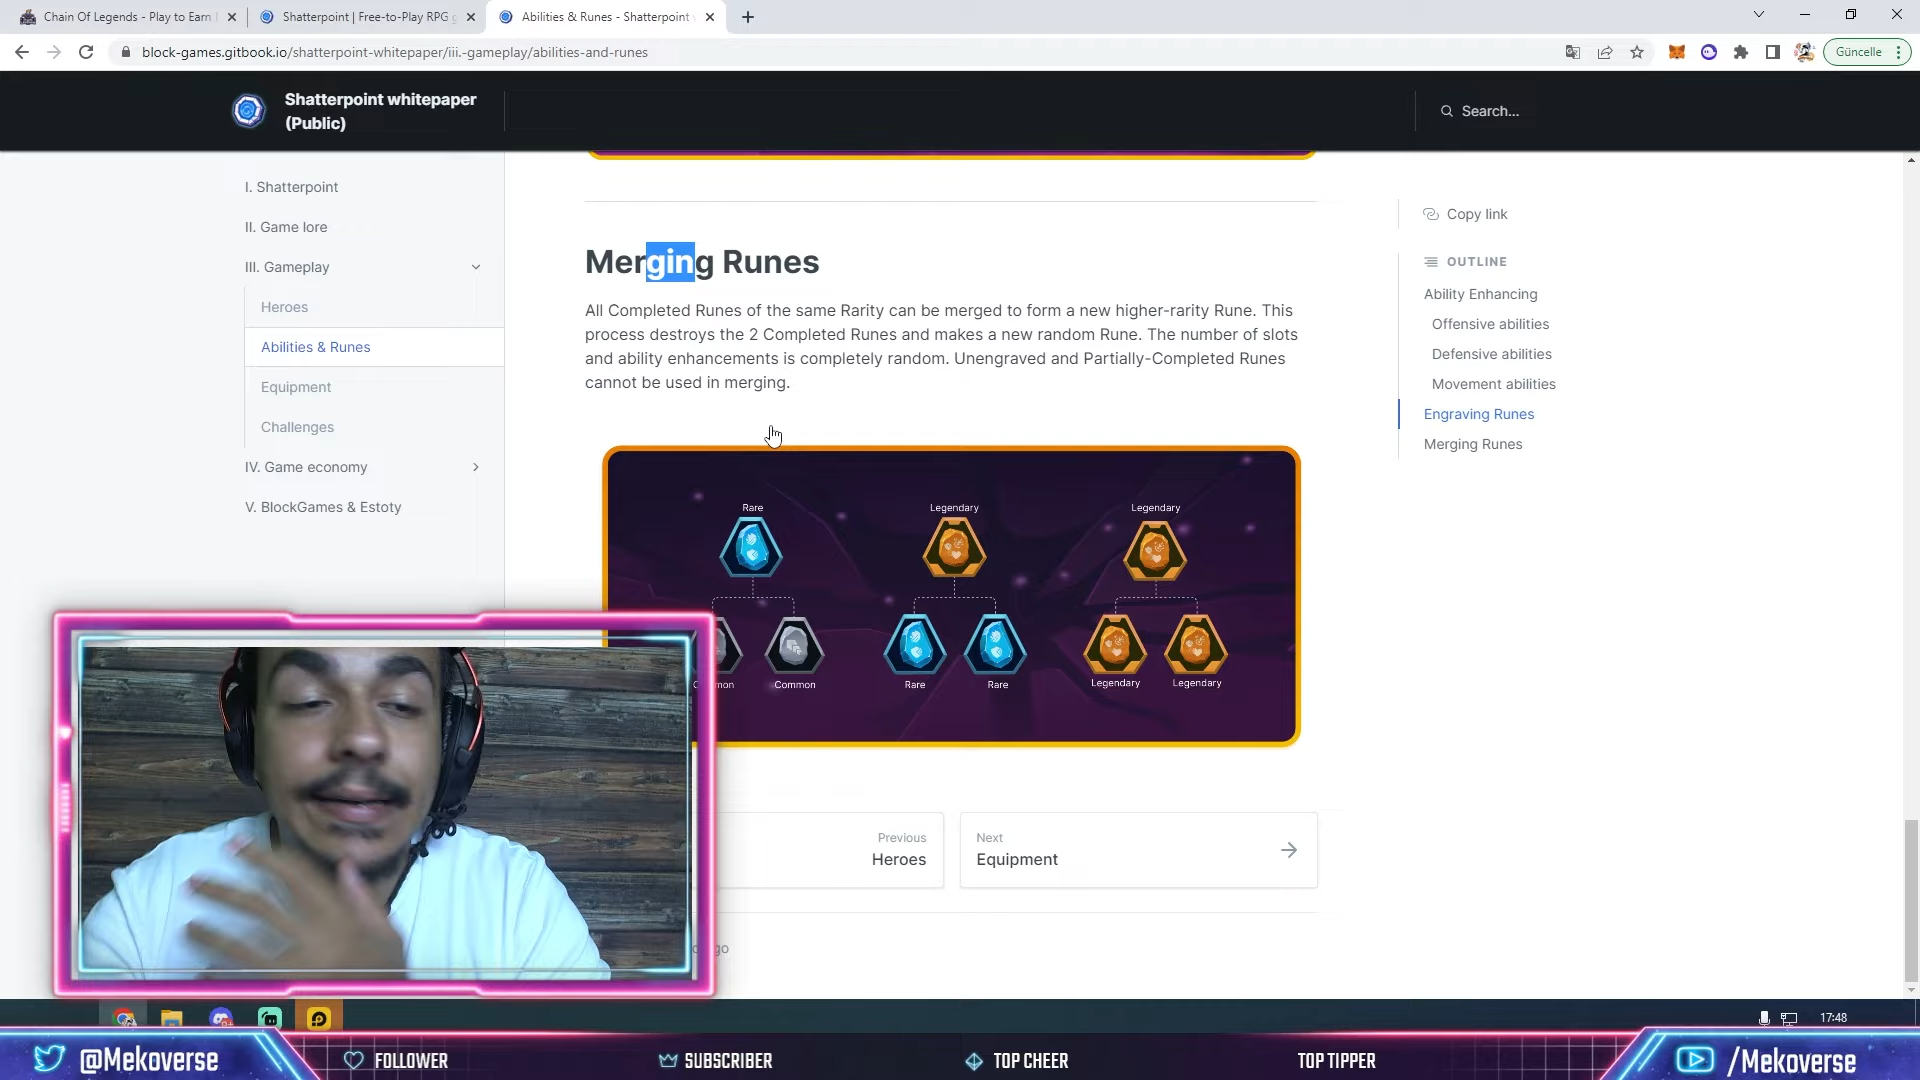 Chain Of Legends - Play to Earn
Shatterpoint | Free-to-Play RPG
Abilities & Runes - Shatterpoint
block-games.gitbook.io/shatterpoint-whitepaper/iii.-gameplay/abilities-and-runes
Güncelle
Shatterpoint whitepaper
(Public)
Search...
I. Shatterpoint
II. Game lore
III. Gameplay
Heroes
Abilities & Runes
Equipment
Challenges
IV. Game economy
V. BlockGames & Estoty
Merging Runes
All Completed Runes of the same Rarity can be merged to form a new higher-rarity Rune. This
process destroys the 2 Completed Runes and makes a new random Rune. The number of slots
and ability enhancements is completely random. Unengraved and Partially-Completed Runes
cannot be used in merging.
Rare
Legendary
Legendary
Common
Rare
Rare
Legendary
Legendary
Previous
Heroes
Next
Equipment
go
Copy link
OUTLINE
Ability Enhancing
Offensive abilities
Defensive abilities
Movement abilities
Engraving Runes
Merging Runes
17:48
@Mekoverse
FOLLOWER
SUBSCRIBER
TOP CHEER
TOP TIPPER
/Mekoverse